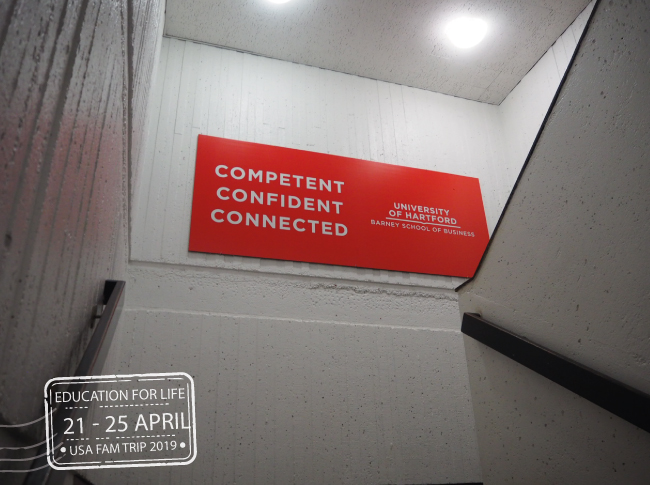 COMPETENT
CONFIDENT
CONNECTED
UNIVERSITY
OF HARTFORD
BARNEY SCHOOL OF BUSINESS
EDUCATION FOR LIFE
21 - 25 APRIL
• USA FAM TRIP 2019 •